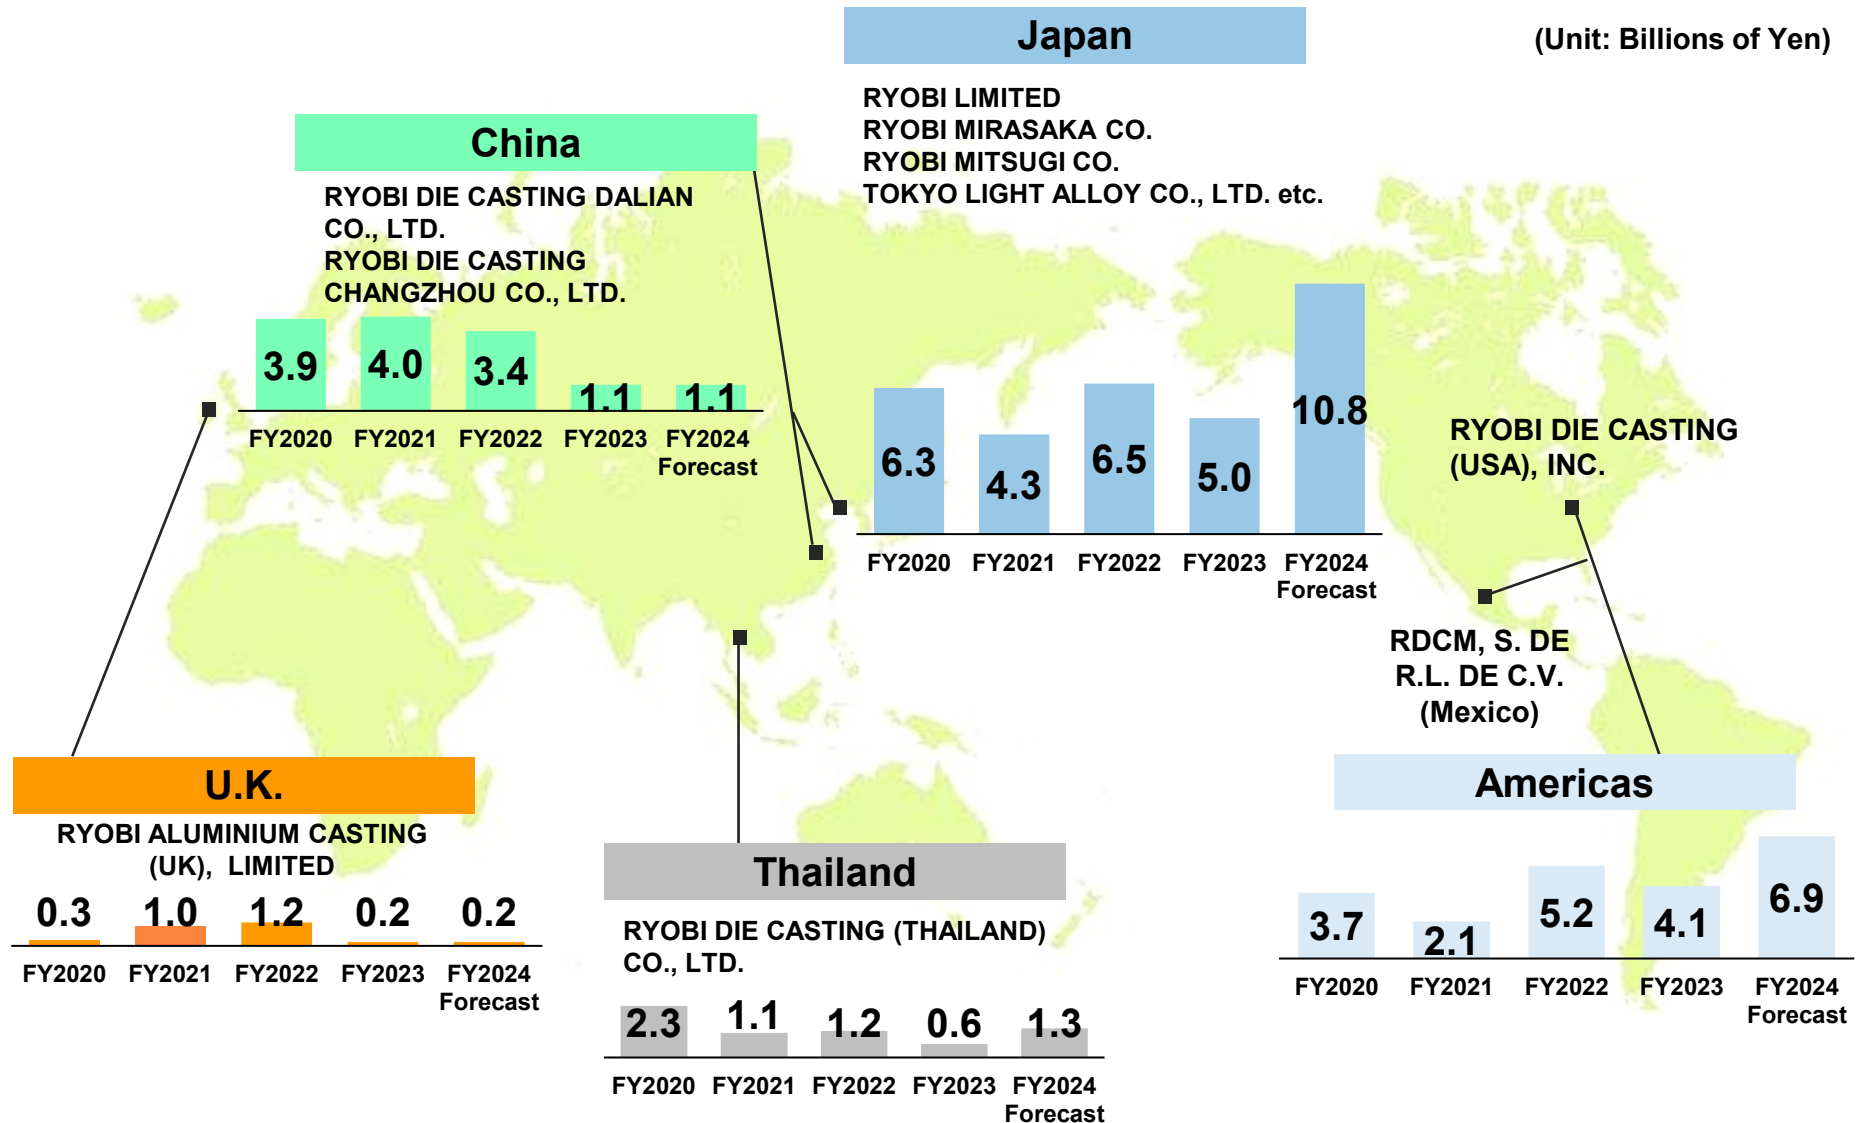 Japan
(Unit: Billions of Yen)
RYOBI LIMITED
RYOBI MIRASAKA CO.
RYOBI MITSUGI CO.
TOKYO LIGHT ALLOY CO., LTD. etc.
6.3
4.3
6.5
5.0
10.8
FY2020
FY2021
FY2022
FY2023
FY2024
Forecast
China
RYOBI DIE CASTING DALIAN
CO., LTD.
RYOBI DIE CASTING
CHANGZHOU CO., LTD.
3.9
4.0
3.4
1.1
1.1
FY2020
FY2021
FY2022
FY2023
FY2024
Forecast
RYOBI DIE CASTING
(USA), INC.
RDCM, S. DE
R.L. DE C.V.
(Mexico)
Americas
3.7
2.1
5.2
4.1
6.9
FY2020
FY2021
FY2022
FY2023
FY2024
Forecast
U.K.
RYOBI ALUMINIUM CASTING
(UK), LIMITED
0.3
1.0
1.2
0.2
0.2
FY2020
FY2021
FY2022
FY2023
FY2024
Forecast
Thailand
RYOBI DIE CASTING (THAILAND)
CO., LTD.
2.3
1.1
1.2
0.6
1.3
FY2020
FY2021
FY2022
FY2023
FY2024
Forecast